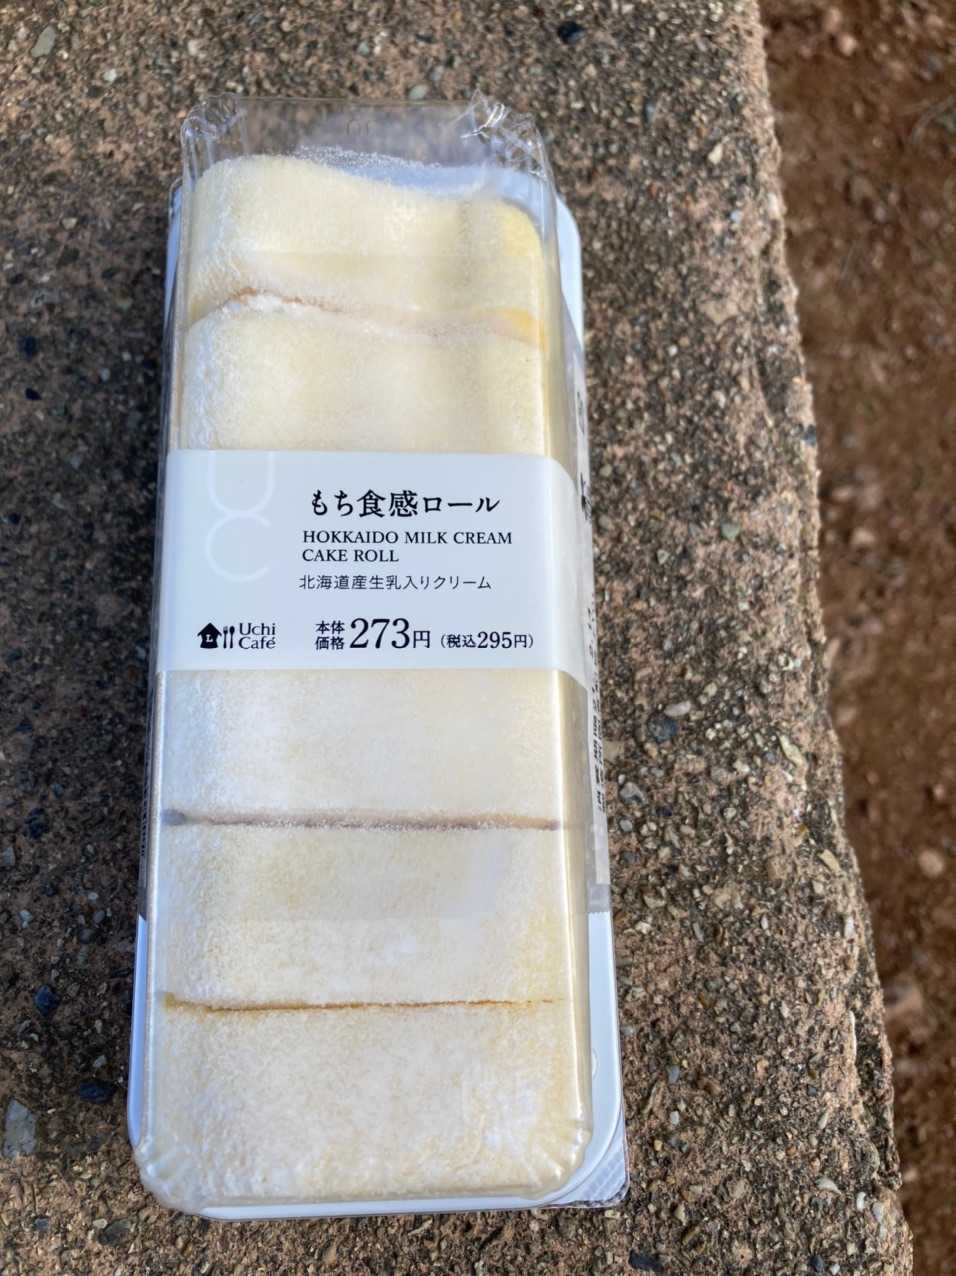 UC
もち食感ロール
HOKKAIDO MILK CREAM
CAKE ROLL
北海道産生乳入りクリーム
L Uchi
Café
本体
価格 273円 (税込295円)